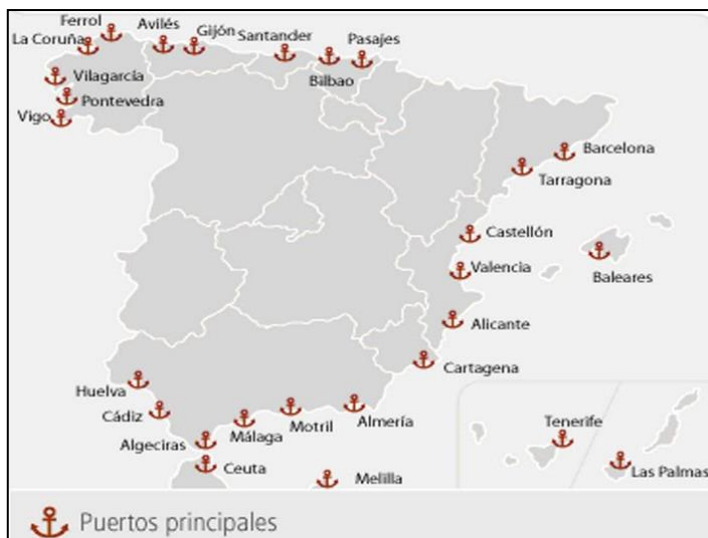 Ferrol
Avilés
Gijón
Santander
Pasajes
La Coruña
Bilbao
Vilagarcía
Pontevedra
Vigo
Barcelona
Tarragona
Castellón
Valencia
Baleares
Alicante
Cartagena
Huelva
Cádiz
Algeciras
Málaga
Motril
Almería
Tenerife
Ceuta
Melilla
Las Palmas
Puertos principales